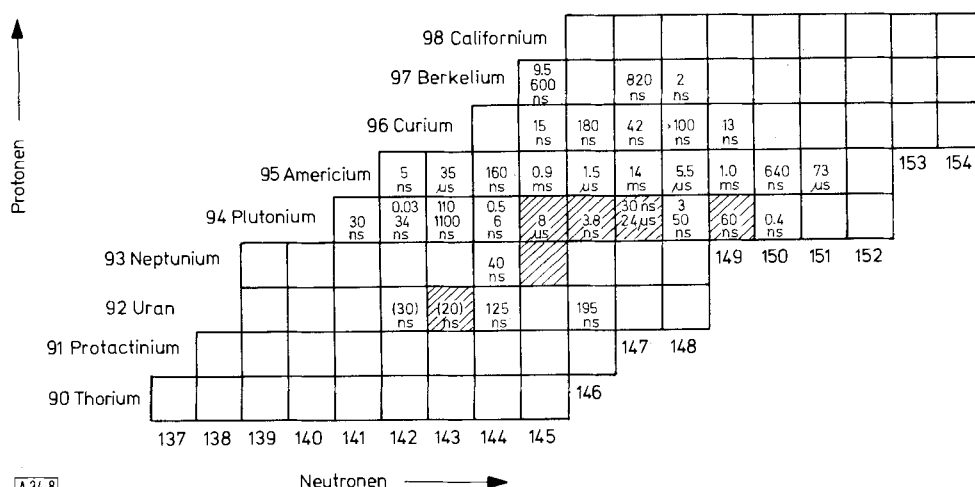 98 Californium
97 Berkelium 9.5 600 ns 820 ns 2 ns
96 Curium 15 ns 180 ns 42 ns >100 ns 13 ns
95 Americium 5 ns 35 µs 160 ns 0.9 ms 1.5 µs 14 ms 5.5 µs 1.0 ms 640 ns 73 µs 153 154
94 Plutonium 30 ns 0.03 34 ns 110 1100 ns 0.5 6 ns 8 µs 3.8 ns 30 ns 24 µs 3 50 ns 60 ns 0.4 ns
93 Neptunium 40 ns 149 150 151 152
92 Uran (30) ns (20) ns 125 ns 195 ns
91 Protactinium 147 148
90 Thorium 146
137 138 139 140 141 142 143 144 145
Protonen
Neutronen
A 24.8